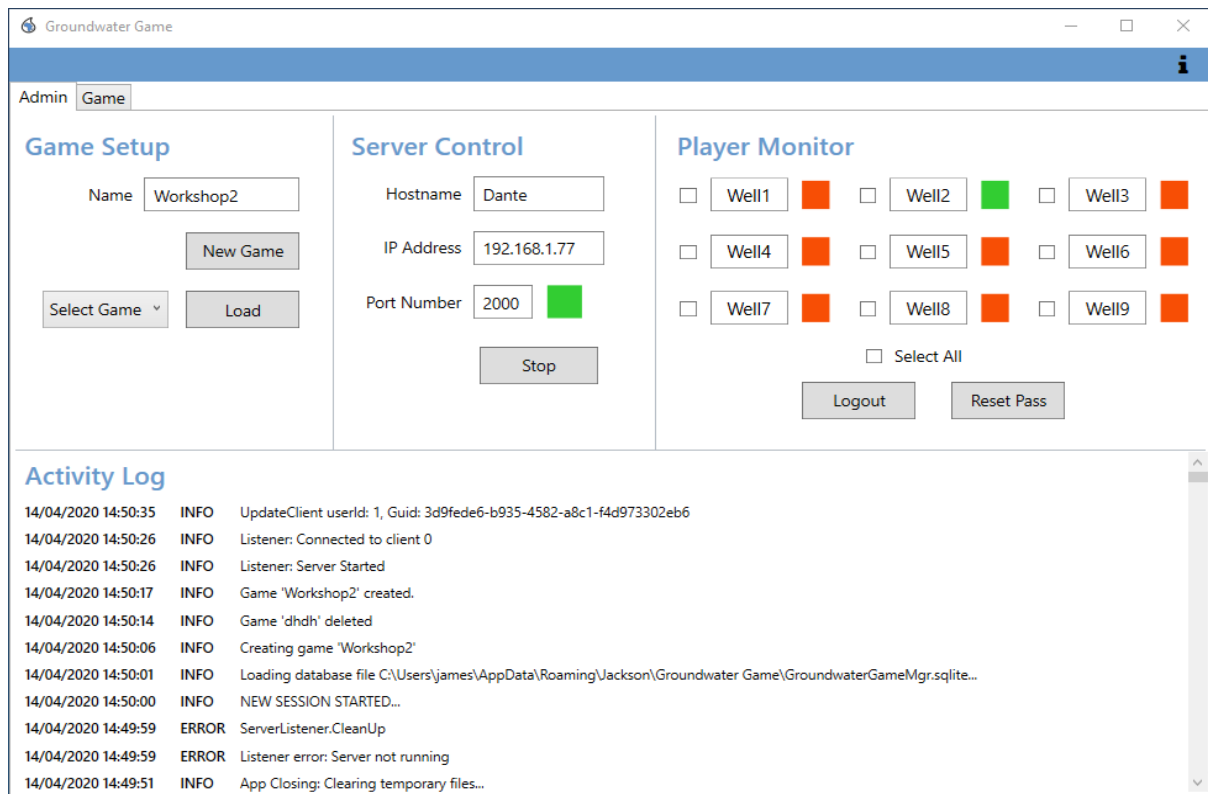 Groundwater Game
i
Admin Game
Game Setup
Name Workshop2
New Game
Select Game Load
Server Control
Hostname Dante
IP Address 192.168.1.77
Port Number 2000
Stop
Player Monitor
Well1 Well2 Well3
Well4 Well5 Well6
Well7 Well8 Well9
Select All
Logout Reset Pass
Activity Log
14/04/2020 14:50:35 INFO UpdateClient userId: 1, Guid: 3d9fede6-b935-4582-a8c1-f4d973302eb6
14/04/2020 14:50:26 INFO Listener: Connected to client 0
14/04/2020 14:50:26 INFO Listener: Server Started
14/04/2020 14:50:17 INFO Game 'Workshop2' created.
14/04/2020 14:50:14 INFO Game 'dhdh' deleted
14/04/2020 14:50:06 INFO Creating game 'Workshop2'
14/04/2020 14:50:01 INFO Loading database file C:\Users\james\AppData\Roaming\Jackson\Groundwater Game\GroundwaterGameMgr.sqlite...
14/04/2020 14:50:00 INFO NEW SESSION STARTED...
14/04/2020 14:49:59 ERROR ServerListener.CleanUp
14/04/2020 14:49:59 ERROR Listener error: Server not running
14/04/2020 14:49:51 INFO App Closing: Clearing temporary files...